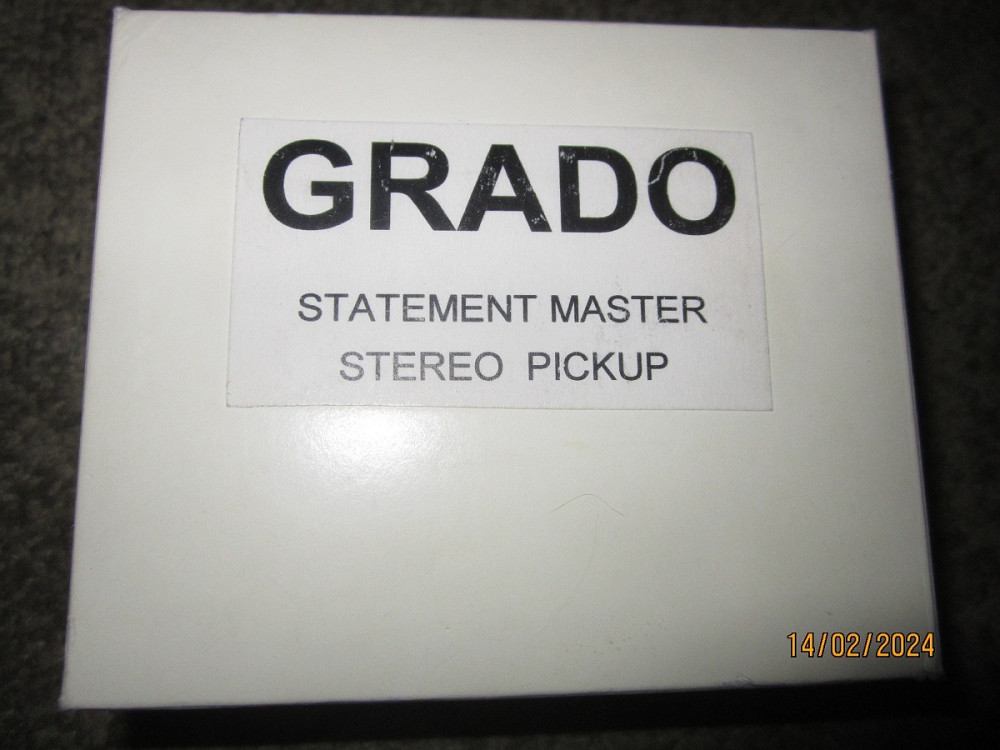 GRADO
STATEMENT MASTER
STEREO PICKUP
14/02/2024